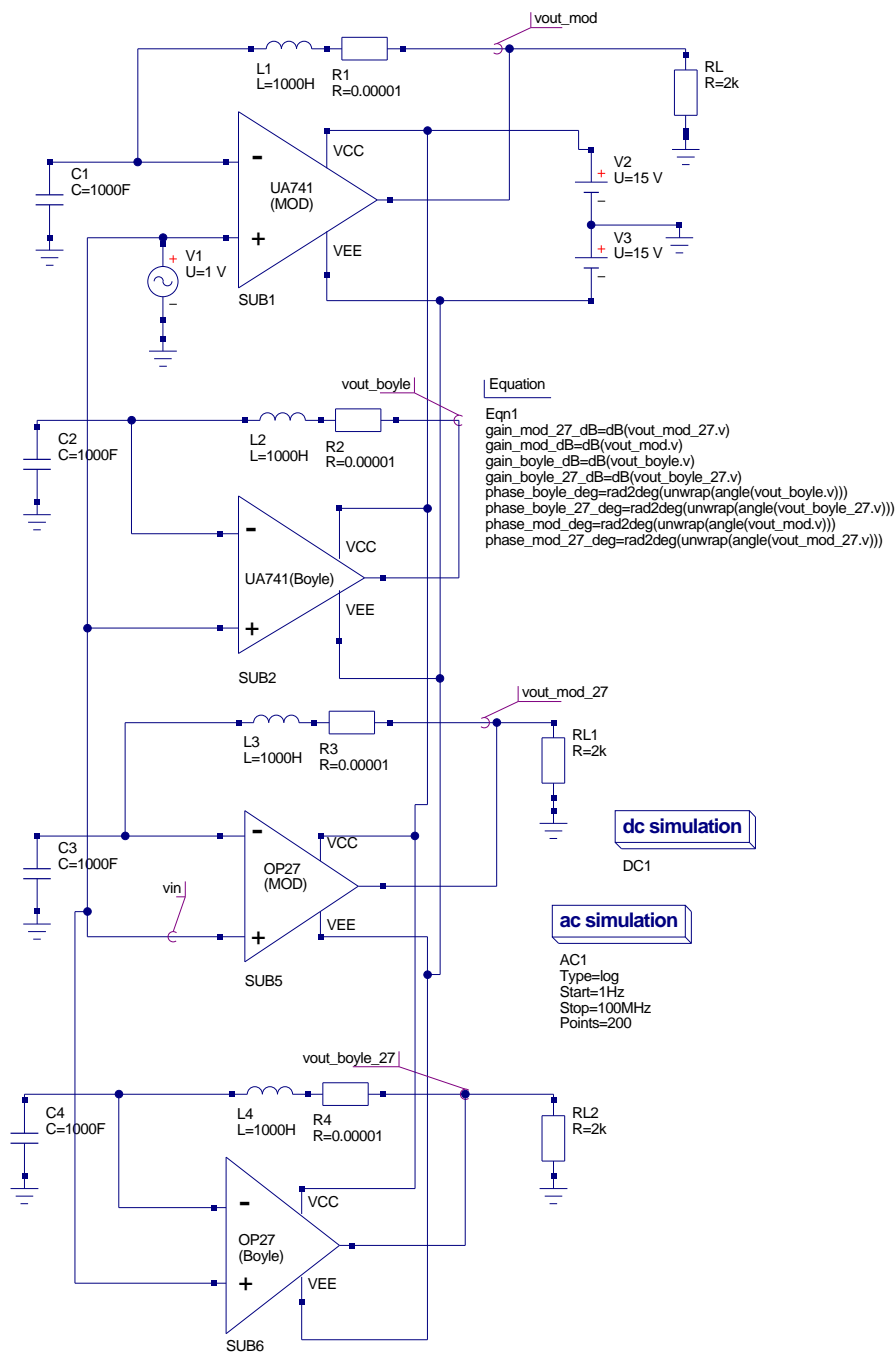 vout_mod
L1
L=1000H
R1
R=0.00001
RL
R=2k
C1
C=1000F
-
UA741
(MOD)
+
VCC
VEE
SUB1
V1
U=1 V
+
-
V2
U=15 V
+
-
V3
U=15 V
+
-
vout_boyle
L2
L=1000H
R2
R=0.00001
C2
C=1000F
-
UA741(Boyle)
+
VCC
VEE
SUB2
Equation
Eqn1
gain_mod_27_dB=dB(vout_mod_27.v)
gain_mod_dB=dB(vout_mod.v)
gain_boyle_dB=dB(vout_boyle.v)
gain_boyle_27_dB=dB(vout_boyle_27.v)
phase_boyle_deg=rad2deg(unwrap(angle(vout_boyle.v)))
phase_boyle_27_deg=rad2deg(unwrap(angle(vout_boyle_27.v)))
phase_mod_deg=rad2deg(unwrap(angle(vout_mod.v)))
phase_mod_27_deg=rad2deg(unwrap(angle(vout_mod_27.v)))
vout_mod_27
L3
L=1000H
R3
R=0.00001
RL1
R=2k
C3
C=1000F
-
OP27
(MOD)
+
VCC
VEE
vin
SUB5
dc simulation
DC1
ac simulation
AC1
Type=log
Start=1Hz
Stop=100MHz
Points=200
vout_boyle_27
L4
L=1000H
R4
R=0.00001
RL2
R=2k
C4
C=1000F
-
OP27
(Boyle)
+
VCC
VEE
SUB6